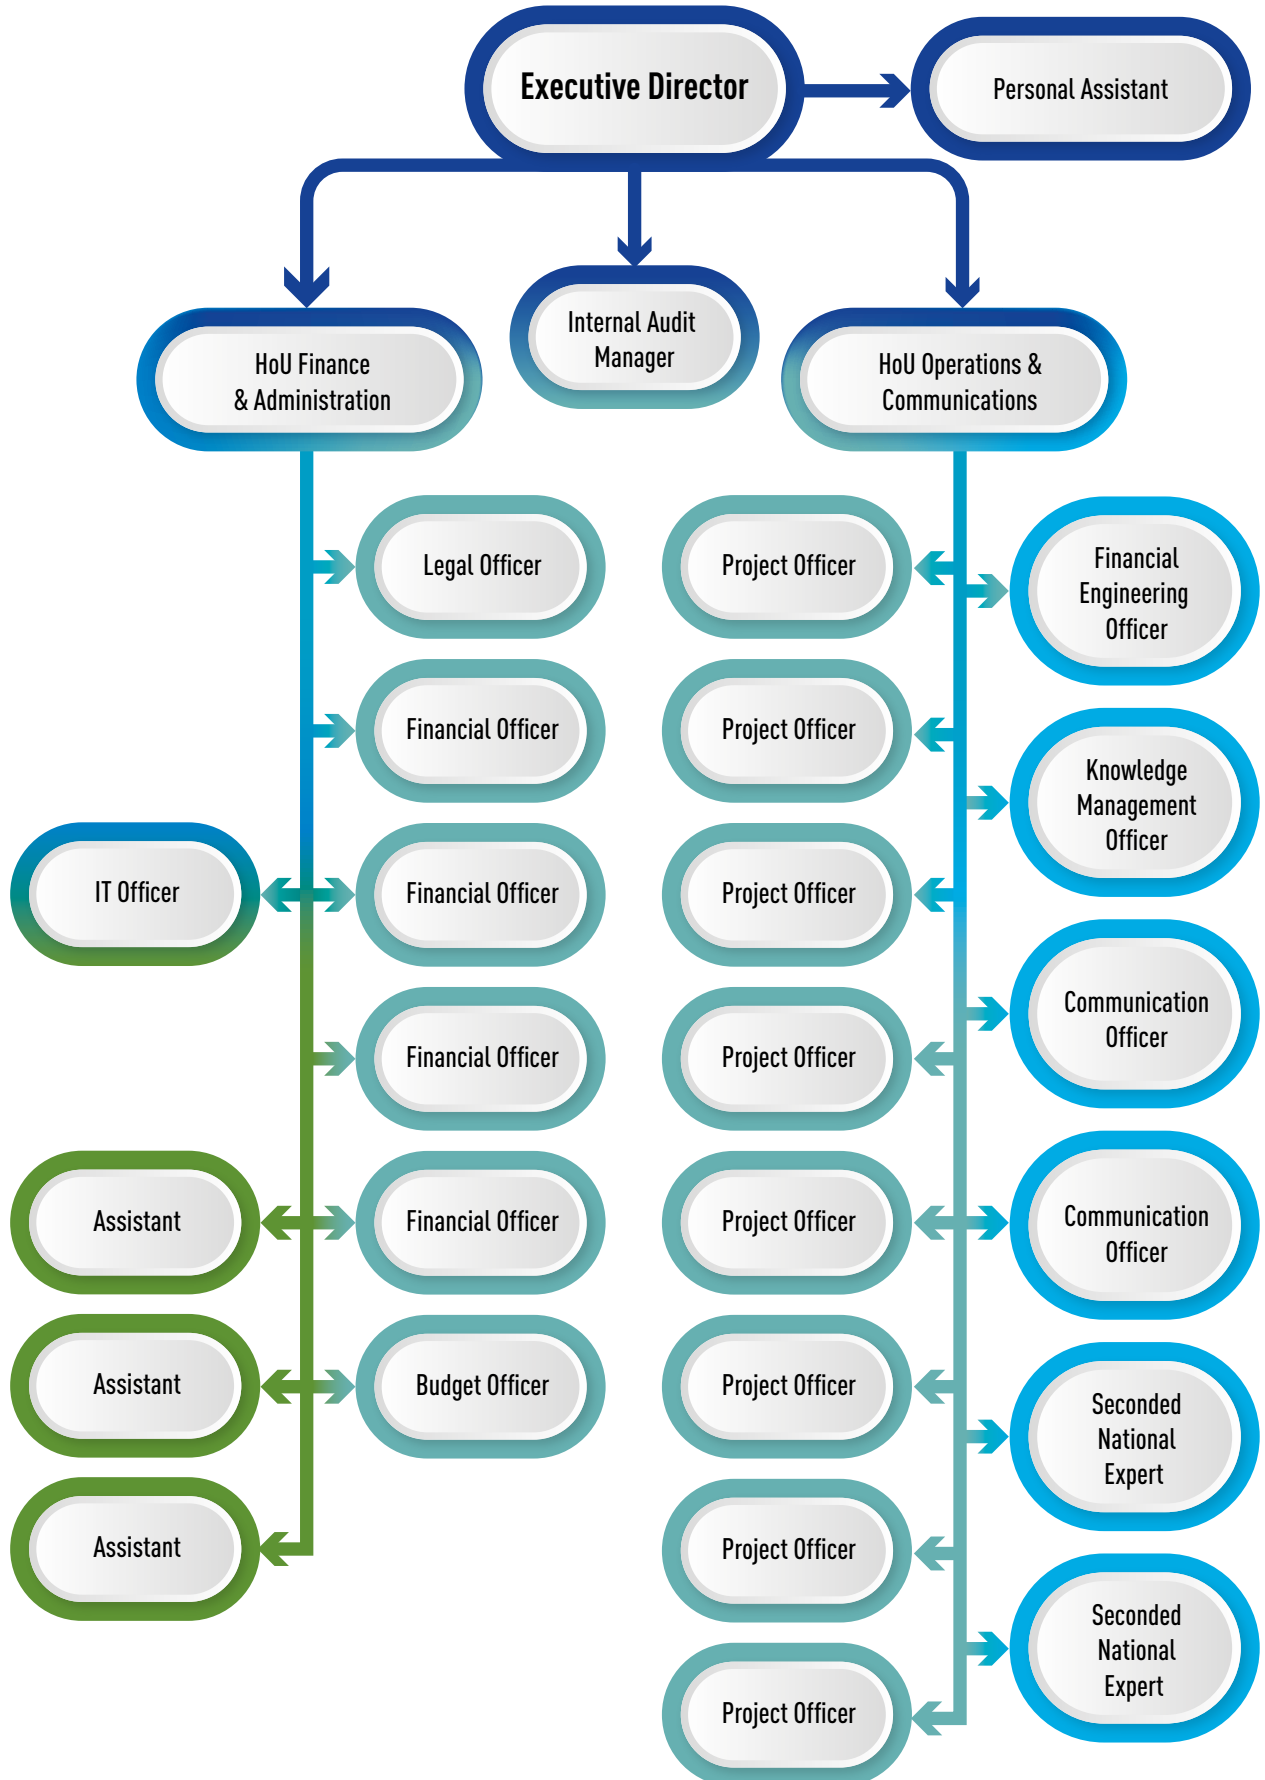 Executive Director
Personal Assistant
Internal Audit
Manager
HoU Finance
& Administration
HoU Operations &
Communications
Legal Officer
Financial Officer
IT Officer
Financial Officer
Financial Officer
Assistant
Financial Officer
Assistant
Budget Officer
Assistant
Project Officer
Project Officer
Project Officer
Project Officer
Project Officer
Project Officer
Project Officer
Project Officer
Financial
Engineering
Officer
Knowledge
Management
Officer
Communication
Officer
Communication
Officer
Seconded
National
Expert
Seconded
National
Expert